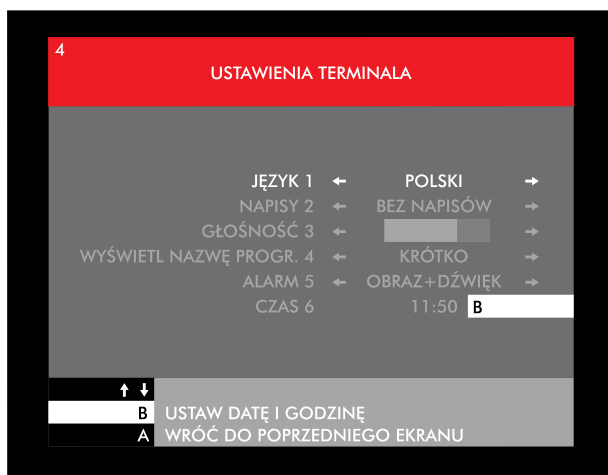 4
USTAWIENIA TERMINALA
JĘZYK 1 ← POLSKI →
NAPISY 2 ← BEZ NAPISÓW →
GŁOŚNOŚĆ 3 ← →
WYŚWIETL NAZWĘ PROGR. 4 ← KRÓTKO →
ALARM 5 ← OBRAZ+DŹWIĘK →
CZAS 6 11:50 B
↑ ↓
B USTAW DATĘ I GODZINĘ
A WRÓĆ DO POPRZEDNIEGO EKRANU